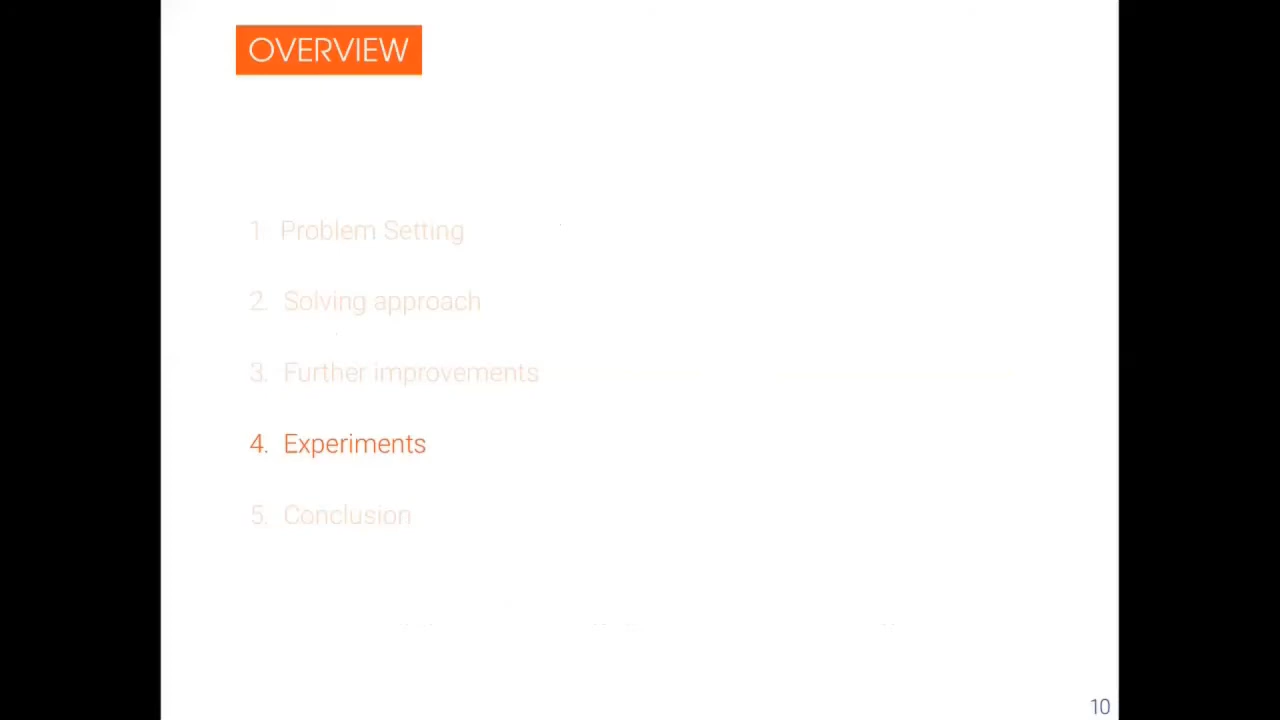 OVERVIEW
1. Problem Setting
2. Solving approach
3. Further improvements
4. Experiments
5. Conclusion
10